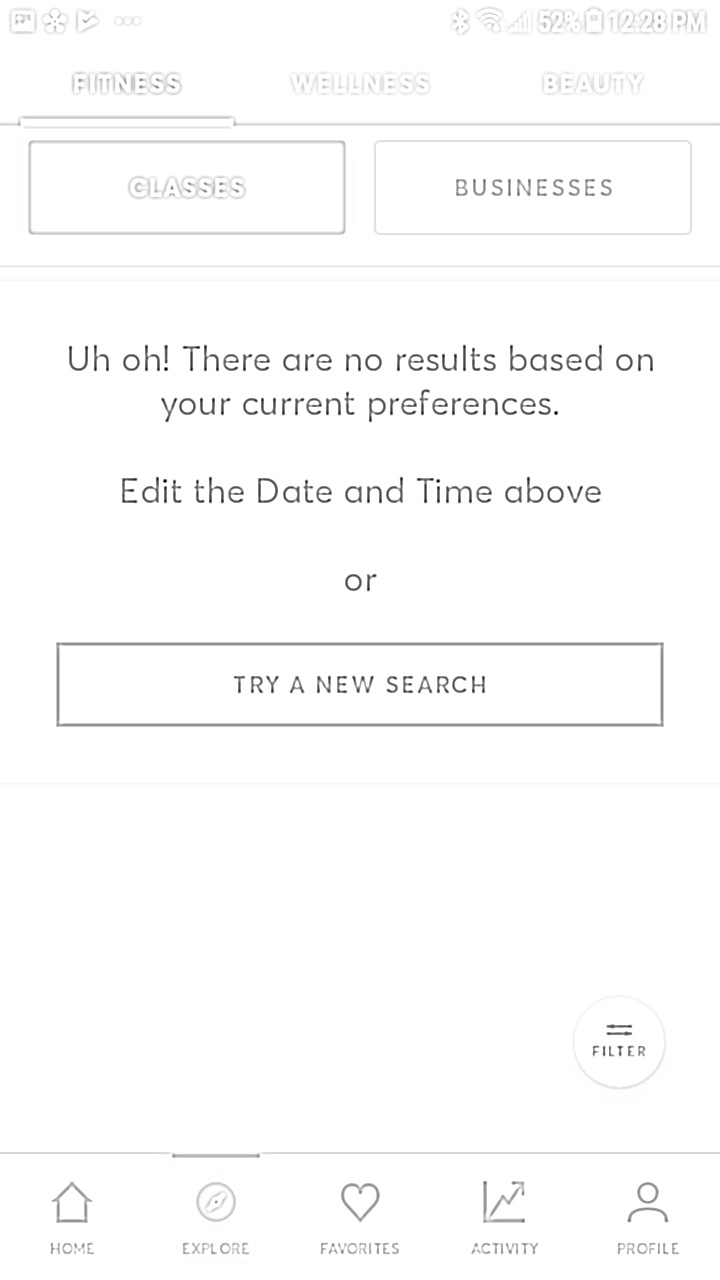 52% 12:28 PM
FITNESS WELLNESS BEAUTY
CLASSES BUSINESSES
Uh oh! There are no results based on
your current preferences.
Edit the Date and Time above
or
TRY A NEW SEARCH
FILTER
HOME EXPLORE FAVORITES ACTIVITY PROFILE